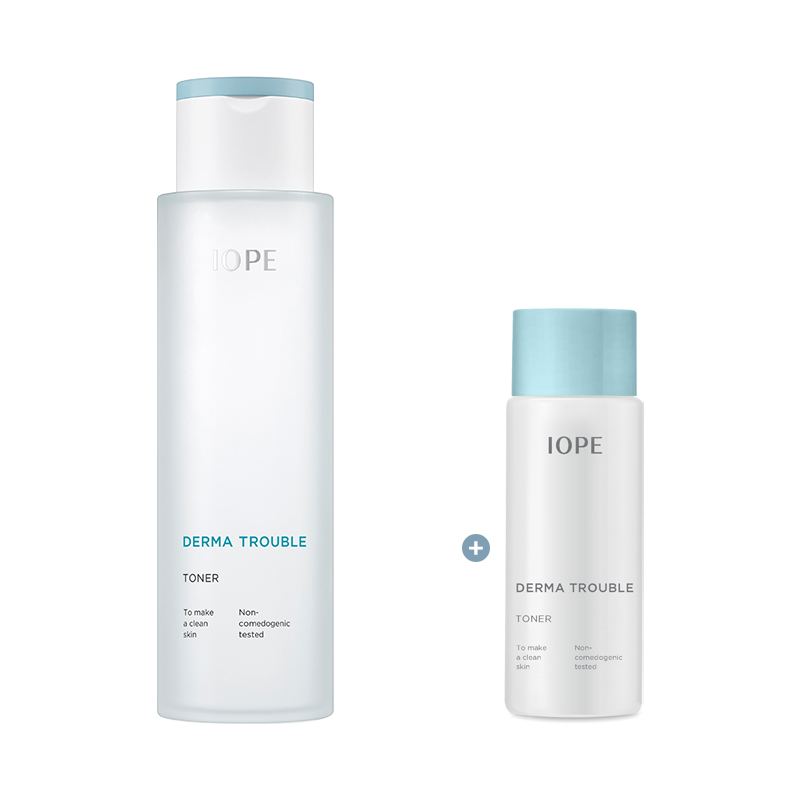 IOPE
DERMA TROUBLE
TONER
To make
a clean
skin
Non-
comedogenic
tested
IOPE
DERMA TROUBLE
TONER
To make
a clean
skin
Non-
comedogenic
tested